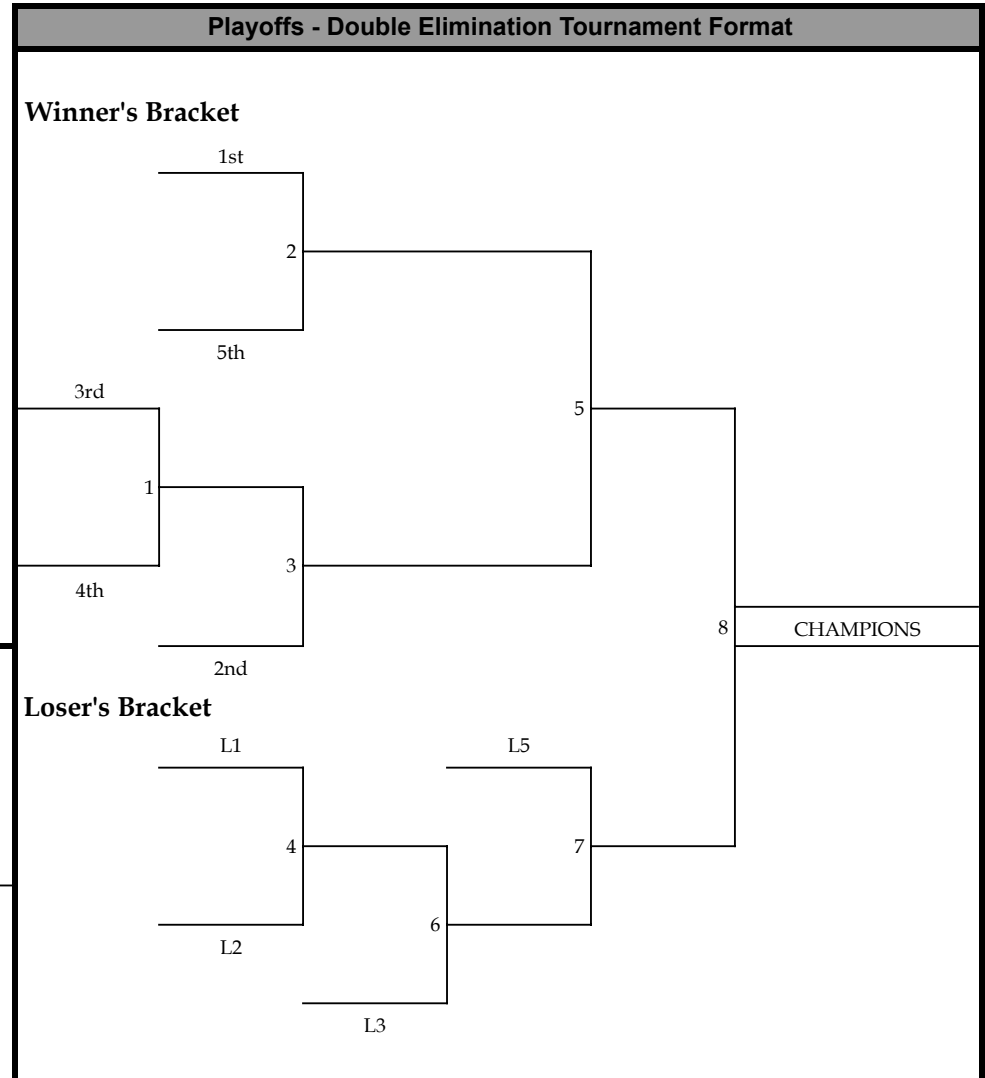 Playoffs - Double Elimination Tournament Format
Winner's Bracket
1st
2
5th
3rd
5
1
3
4th
8 CHAMPIONS
2nd
Loser's Bracket
L1 L5
4 7
6
L2
L3